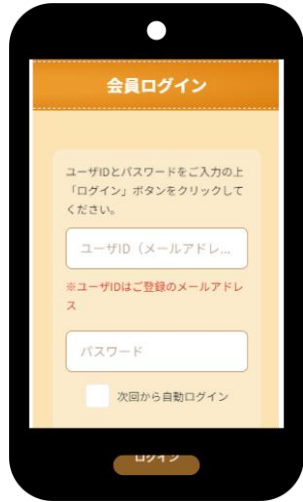 会員ログイン
ユーザIDとパスワードをご入力の上
「ログイン」ボタンをクリックして
ください。
ユーザID（メールアドレ...
※ユーザIDはご登録のメールアドレ
ス
パスワード
次回から自動ログイン
ログイン